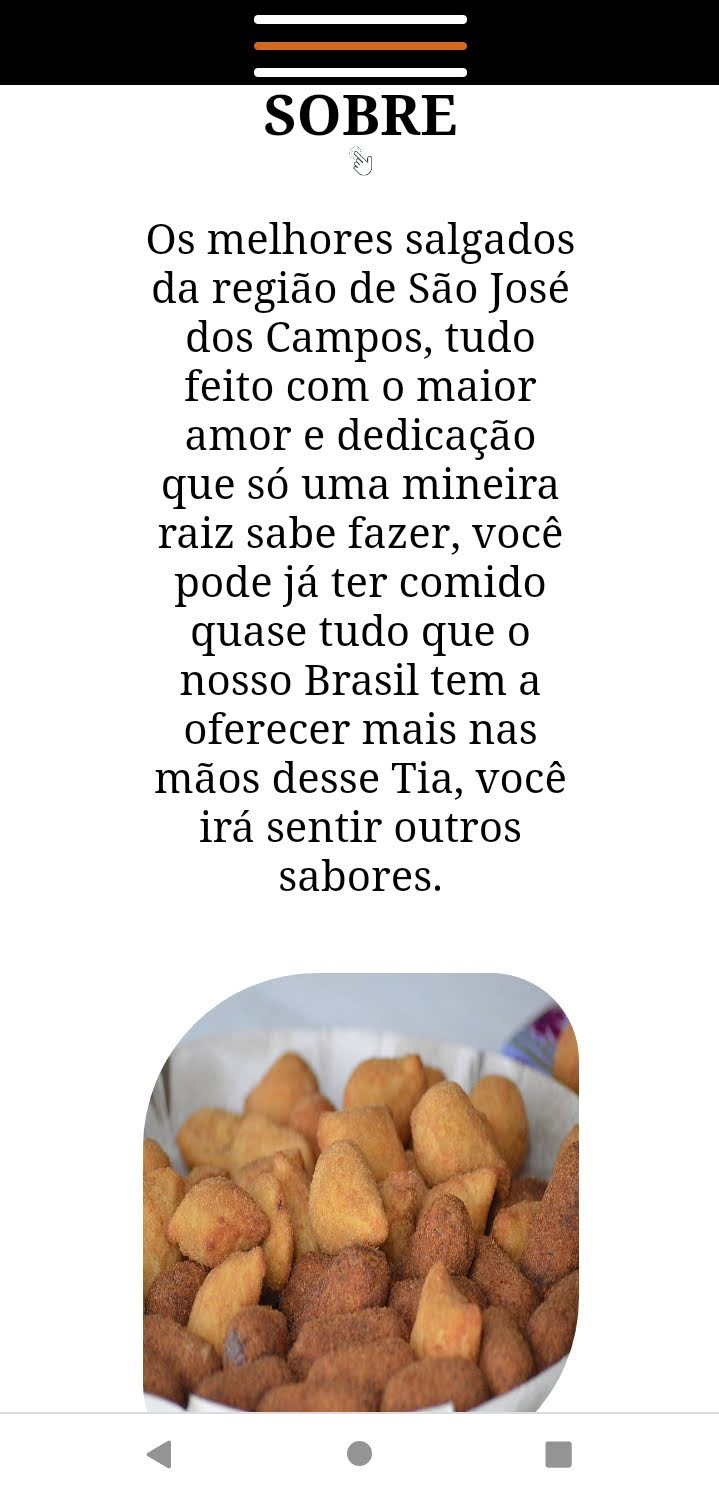 SOBRE
Os melhores salgados
da região de São José
dos Campos, tudo
feito com o maior
amor e dedicação
que só uma mineira
raiz sabe fazer, você
pode já ter comido
quase tudo que o
nosso Brasil tem a
oferecer mais nas
mãos desse Tia, você
irá sentir outros
sabores.